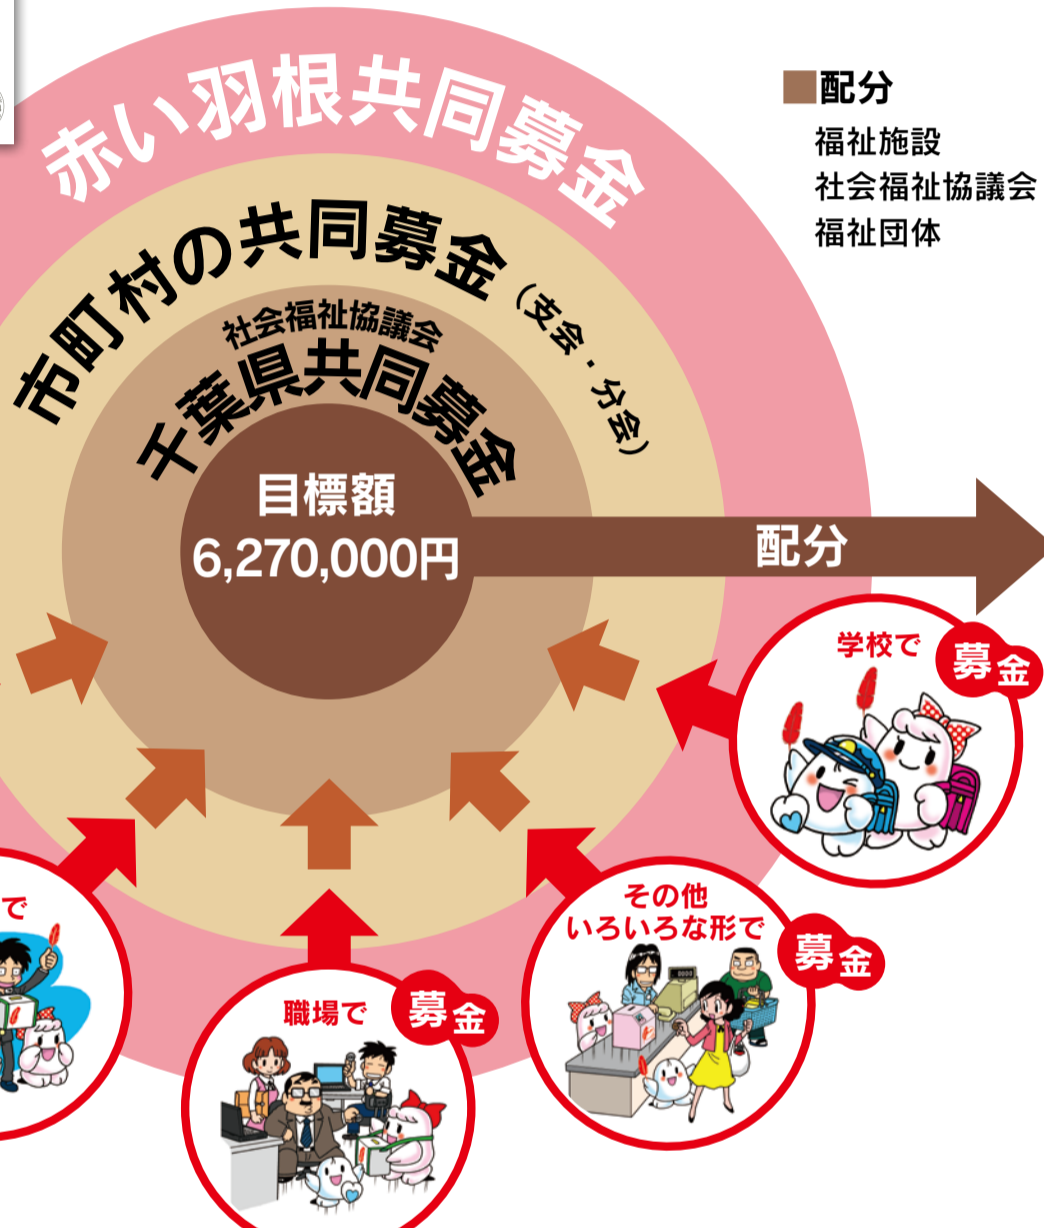 赤い羽根共同募金
市町村の共同募金(支会・分会)
社会福祉協議会
千葉県共同募金
目標額
6,270,000円
配分
■配分
福祉施設
社会福祉協議会
福祉団体
学校で
募金
その他
いろいろな形で
募金
職場で
募金
で